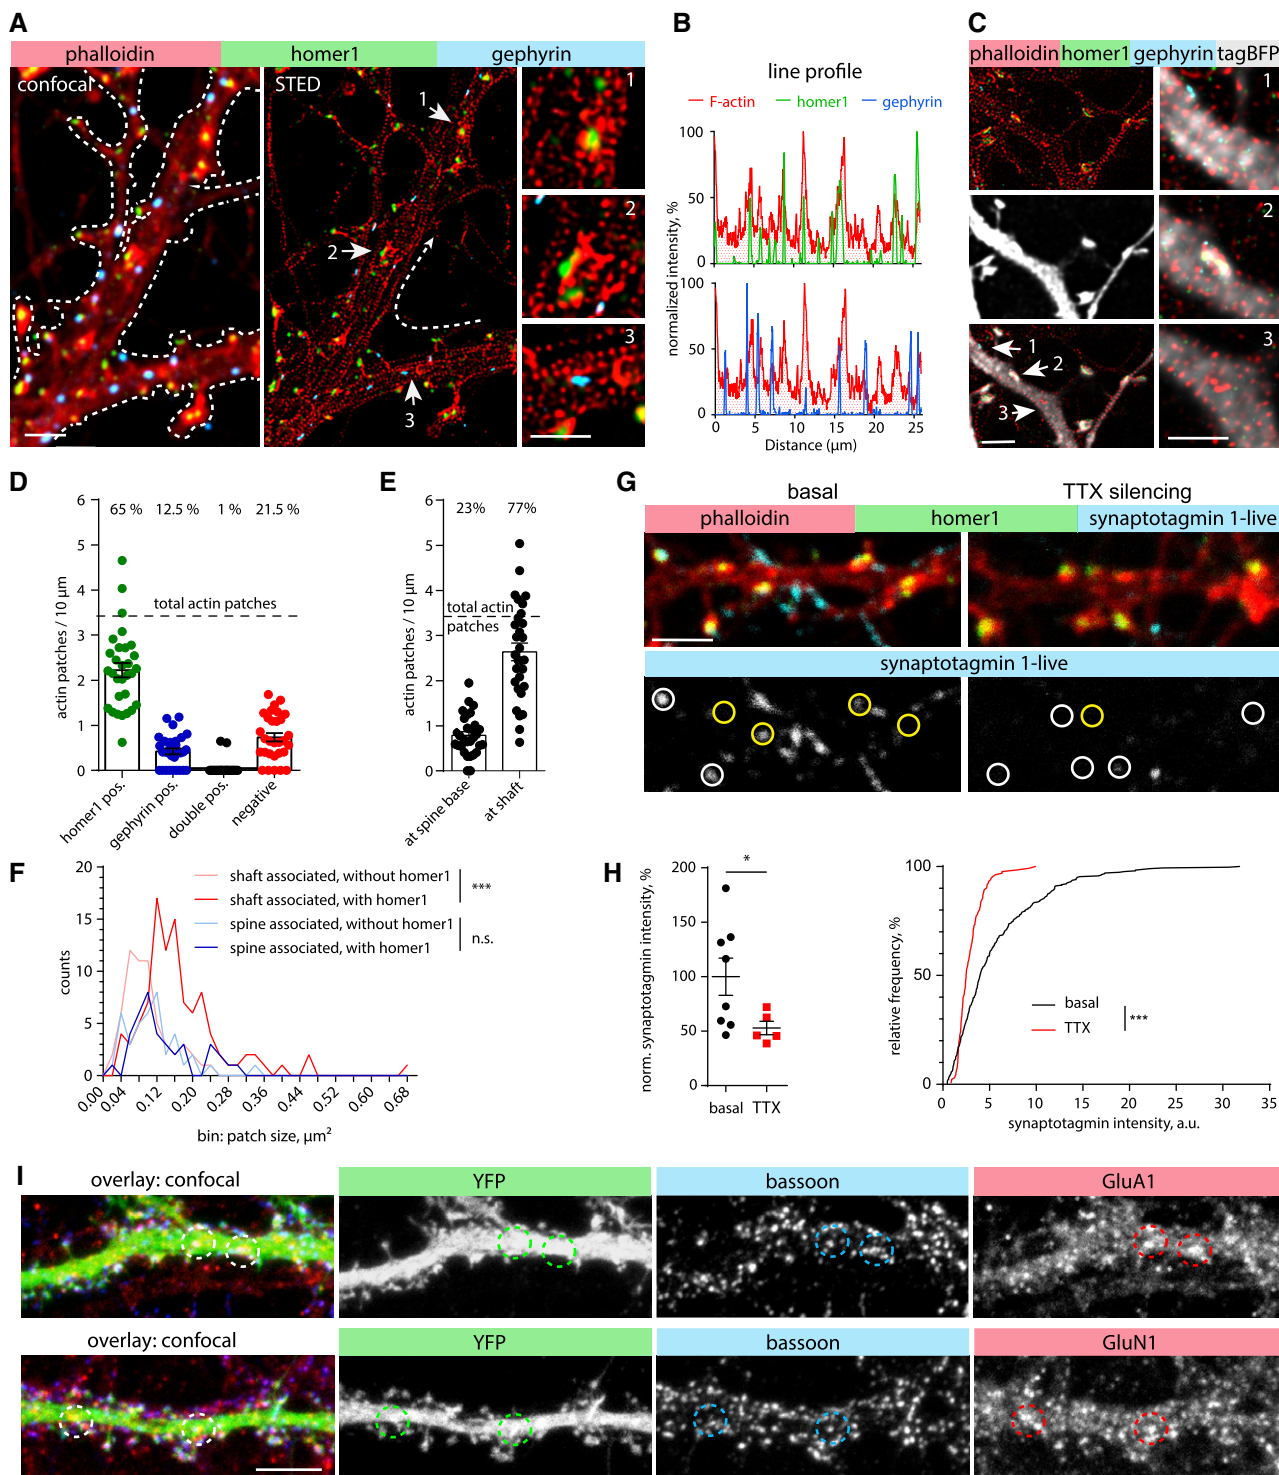 A
phalloidin homer1 gephyrin
confocal
STED
1
2
3
1
2
3
B
line profile
F-actin homer1 gephyrin
normalized intensity, %
100
50
0
100
50
0
0 5 10 15 20 25
Distance (µm)
C
phalloidin homer1 gephyrin tagBFP
1
2
3
1
2
3
D
actin patches / 10 µm
6
5
4
3
2
1
0
65 % 12.5 % 1 % 21.5 %
total actin patches
homer1 pos.
gephyrin pos.
double pos.
negative
E
actin patches / 10 µm
6
5
4
3
2
1
0
23% 77%
total actin
patches
at spine base
at shaft
G
basal TTX silencing
phalloidin homer1 synaptotagmin 1-live
synaptotagmin 1-live
F
counts
20
15
10
5
0
shaft associated, without homer1
shaft associated, with homer1
***
spine associated, without homer1
spine associated, with homer1
n.s.
0.00 0.04 0.12 0.20 0.28 0.36 0.44 0.52 0.60 0.68
bin: patch size, µm²
H
norm. synaptotagmin intensity, %
200
150
100
50
0
*
basal TTX
relative frequency, %
100
50
0
basal
TTX
***
0 5 10 15 20 25 30 35
synaptotagmin intensity, a.u.
I
overlay: confocal YFP bassoon GluA1
overlay: confocal YFP bassoon GluN1